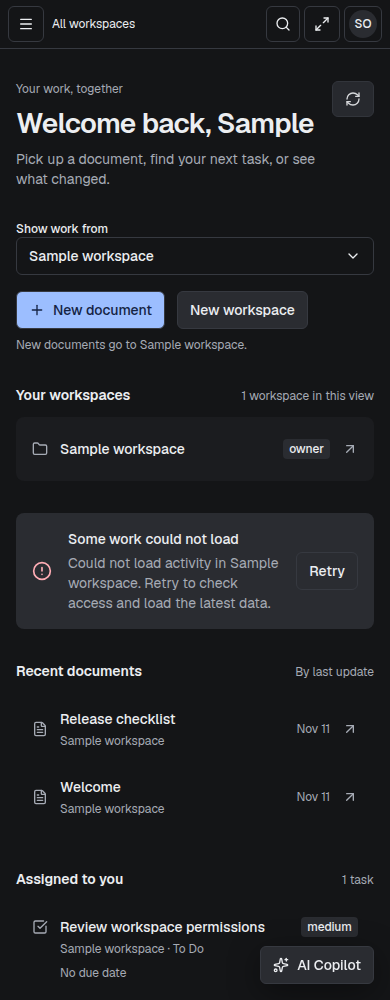 All workspaces
SO
Your work, together
Welcome back, Sample
Pick up a document, find your next task, or see
what changed.
Show work from
Sample workspace
New document
New workspace
New documents go to Sample workspace.
Your workspaces
1 workspace in this view
Sample workspace
owner
Some work could not load
Could not load activity in Sample
workspace. Retry to check
access and load the latest data.
Retry
Recent documents
By last update
Release checklist
Sample workspace
Nov 11
Welcome
Sample workspace
Nov 11
Assigned to you
1 task
Review workspace permissions
medium
Sample workspace · To Do
No due date
AI Copilot